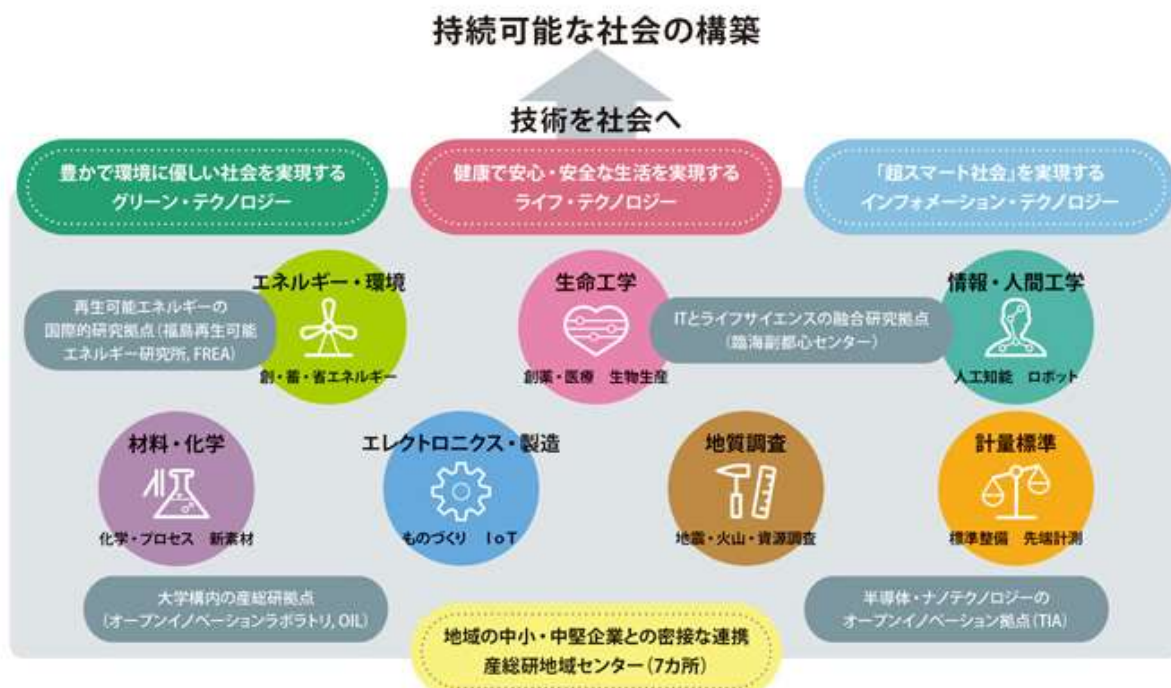 持続可能な社会の構築
技術を社会へ
豊かで環境に優しい社会を実現する
グリーン・テクノロジー
健康で安心・安全な生活を実現する
ライフ・テクノロジー
「超スマート社会」を実現する
インフォメーション・テクノロジー
エネルギー・環境
創・蓄・省エネルギー
再生可能エネルギーの
国際的研究拠点(福島再生可能
エネルギー研究所, FREA)
生命工学
創薬・医療 生物生産
ITとライフサイエンスの融合研究拠点
(臨海副都心センター)
情報・人間工学
人工知能 ロボット
材料・化学
化学・プロセス 新素材
エレクトロニクス・製造
ものづくり IoT
地質調査
地震・火山・資源調査
計量標準
標準整備 先端計測
大学構内の産総研拠点
(オープンイノベーションラボラトリ, OIL)
地域の中小・中堅企業との密接な連携
産総研地域センター(7カ所)
半導体・ナノテクノロジーの
オープンイノベーション拠点(TIA)